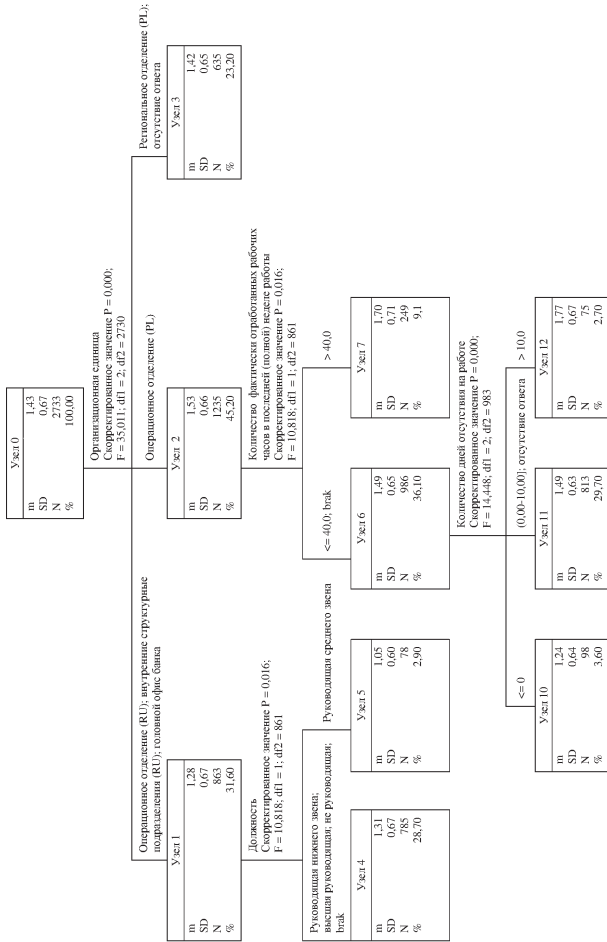 Узел 0
m 1,43
SD 0,67
N 2733
% 100,00
Организационная единица
Скорректированное значение P = 0,000;
F = 35,011; df1 = 2; df2 = 2730
Операционное отделение (RU); внутренние структурные
подразделения (RU); головной офис банка
Операционное отделение (PL)
Региональное отделение (PL);
отсутствие ответа
Узел 1
m 1,28
SD 0,67
N 863
% 31,60
Узел 2
m 1,53
SD 0,66
N 1235
% 45,20
Узел 3
m 1,42
SD 0,65
N 635
% 23,20
Должность
Скорректированное значение P = 0,016;
F = 10,818; df1 = 1; df2 = 861
Количество фактически отработанных рабочих
часов в последней (полной) неделе работы
Скорректированное значение P = 0,016;
F = 10,818; df1 = 1; df2 = 861
Руководящая нижнего звена;
высшая руководящая; не руководящая;
brak
Руководящая среднего звена
<= 40,0; brak
> 40,0
Узел 4
m 1,31
SD 0,67
N 785
% 28,70
Узел 5
m 1,05
SD 0,60
N 78
% 2,90
Узел 6
m 1,49
SD 0,65
N 986
% 36,10
Узел 7
m 1,70
SD 0,71
N 249
% 9,1
Количество дней отсутствия на работе
Скорректированное значение P = 0,000;
F = 14,448; df1 = 2; df2 = 983
<= 0
(0,00-10,00); отсутствие ответа
> 10,0
Узел 10
m 1,24
SD 0,64
N 98
% 3,60
Узел 11
m 1,49
SD 0,63
N 813
% 29,70
Узел 12
m 1,77
SD 0,67
N 75
% 2,70